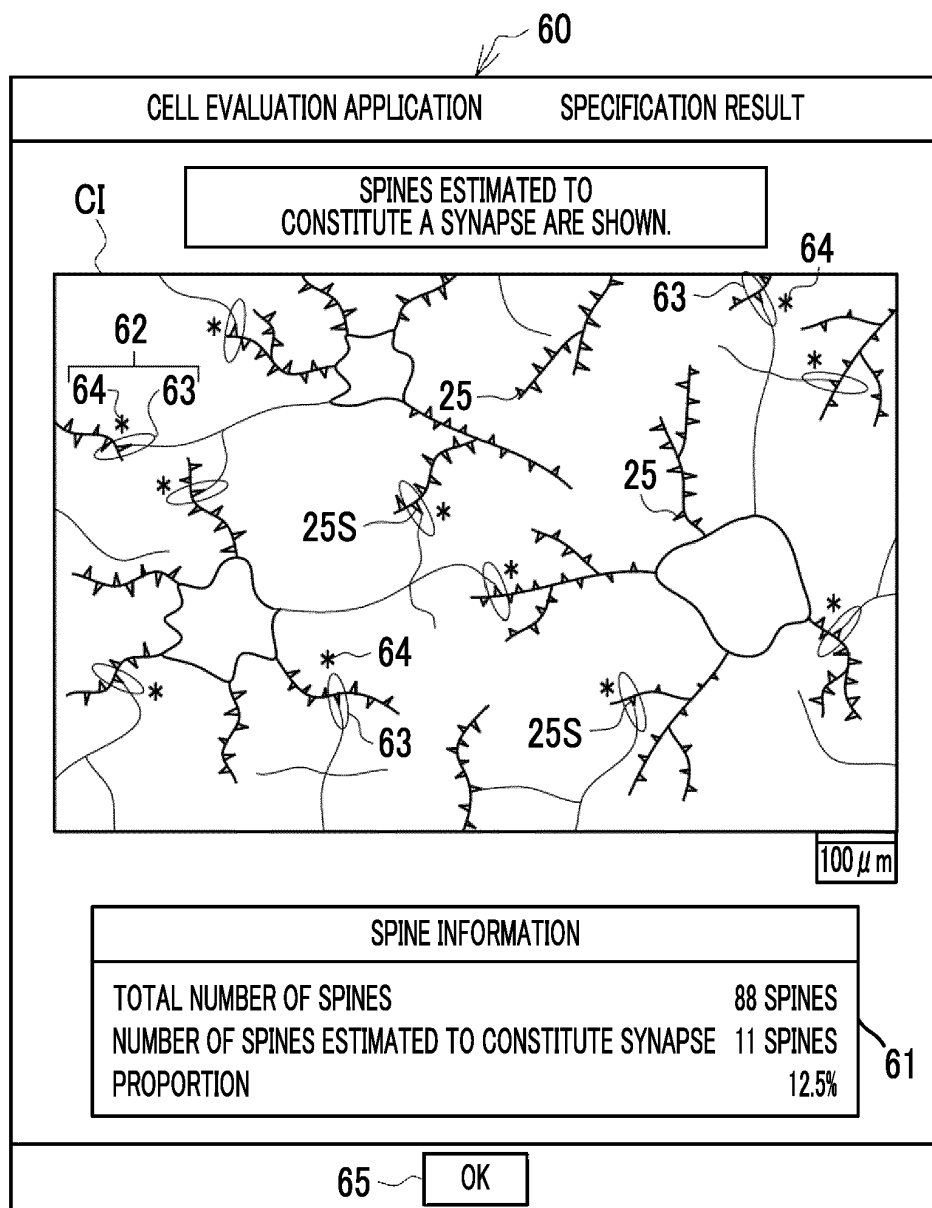 60
CELL EVALUATION APPLICATION SPECIFICATION RESULT
SPINES ESTIMATED TO
CONSTITUTE A SYNAPSE ARE SHOWN.
CI
64
63
*
*
62
*
64 63
25
*
*
25
*
25S
*
*
*
* 64
*
*
25S
63
100 μm
SPINE INFORMATION
TOTAL NUMBER OF SPINES 88 SPINES
NUMBER OF SPINES ESTIMATED TO CONSTITUTE SYNAPSE 11 SPINES
PROPORTION 12.5%
61
65 OK